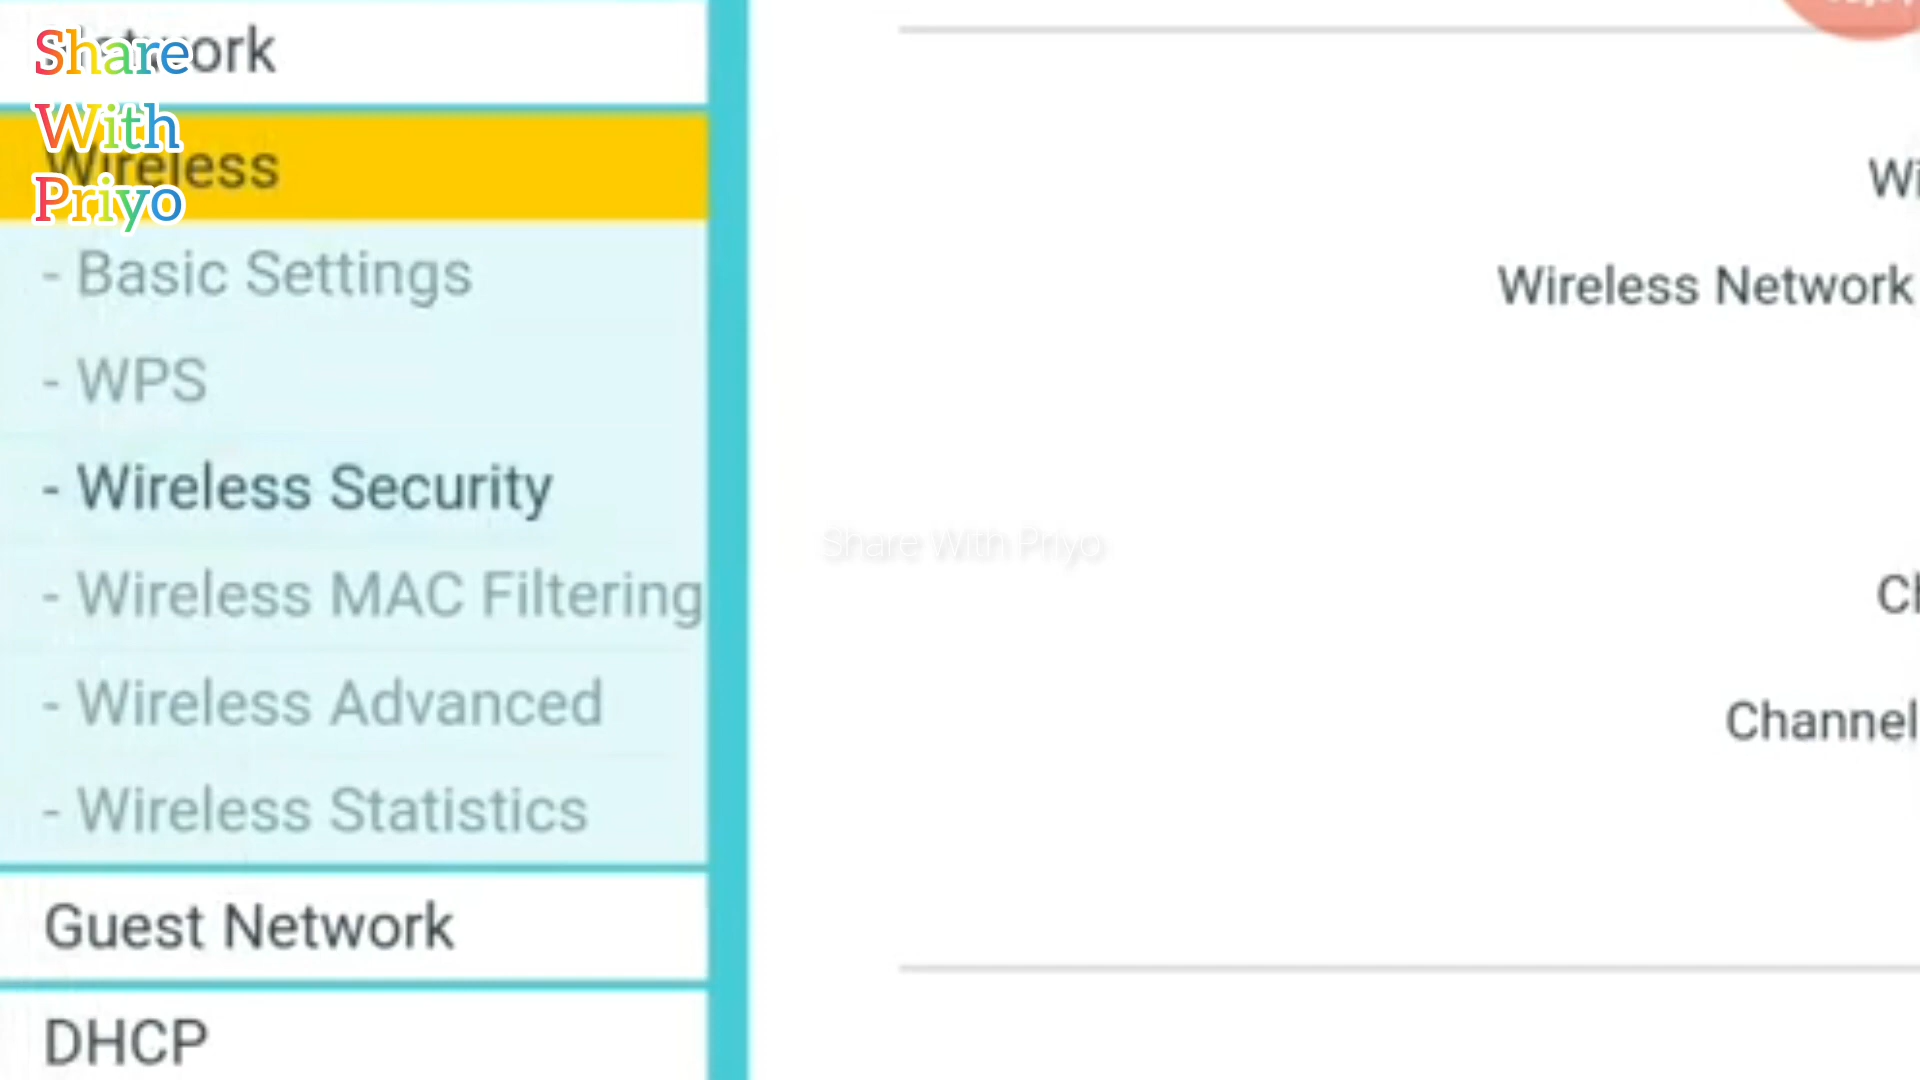 Share
With
Priyo
Wireless
- Basic Settings
- WPS
- Wireless Security
- Wireless MAC Filtering
- Wireless Advanced
- Wireless Statistics
Guest Network
DHCP
Wireless Network
Channel
Share With Priyo